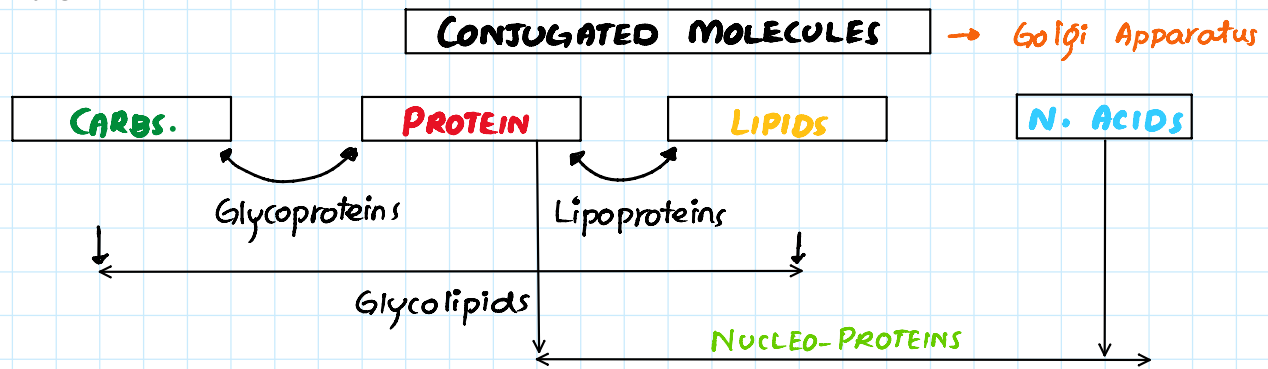 CONJUGATED MOLECULES → Golgi Apparatus
CARBS. PROTEIN LIPIDS N. ACIDS
Glycoproteins Lipoproteins
Glycolipids
NUCLEO-PROTEINS